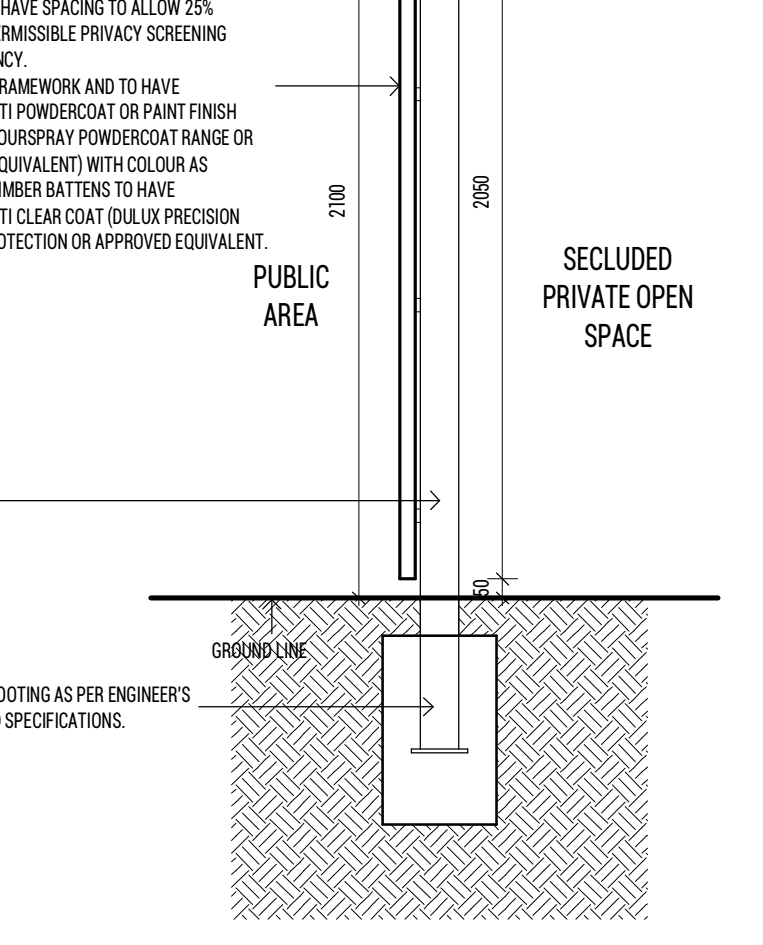 HAVE SPACING TO ALLOW 25%
ERMISSIBLE PRIVACY SCREENING
NCY.
RAMEWORK AND TO HAVE
TI POWDERCOAT OR PAINT FINISH
OURSPRAY POWDERCOAT RANGE OR
QUIVALENT) WITH COLOUR AS
IMBER BATTENS TO HAVE
TI CLEAR COAT (DULUX PRECISION
OTECTION OR APPROVED EQUIVALENT.
2100
2050
PUBLIC
AREA
SECLUDED
PRIVATE OPEN
SPACE
50
GROUND LINE
OOTING AS PER ENGINEER'S
SPECIFICATIONS.